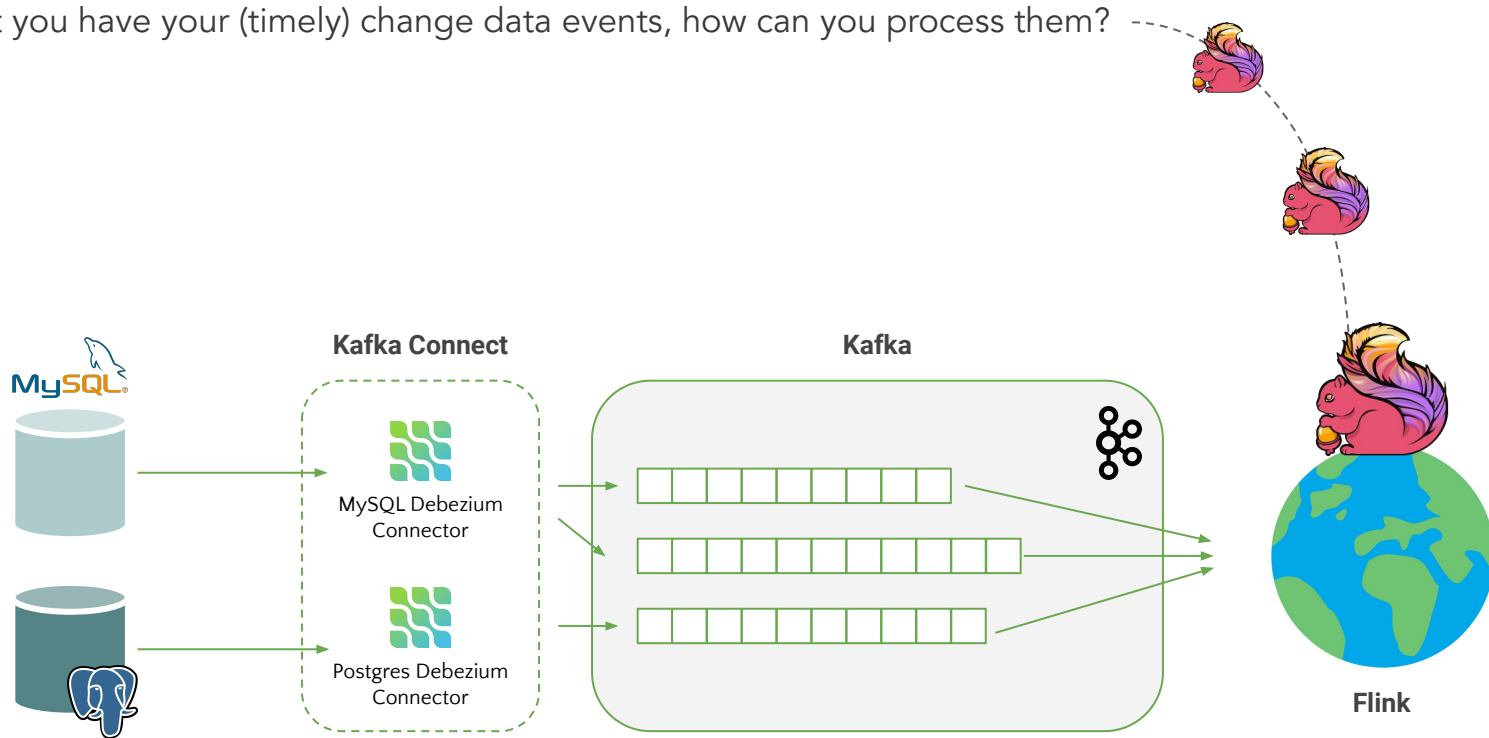 you have your (timely) change data events, how can you process them?
Kafka Connect
Kafka
MySQL®
MySQL Debezium
Connector
Postgres Debezium
Connector
Flink